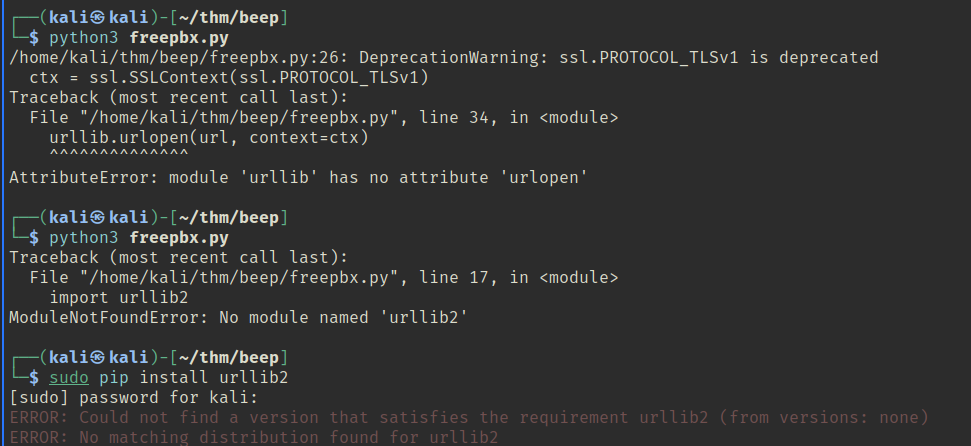 ┌──(kali㉿kali)-[~/thm/beep]
└─$ python3 freepbx.py
/home/kali/thm/beep/freepbx.py:26: DeprecationWarning: ssl.PROTOCOL_TLSv1 is deprecated
  ctx = ssl.SSLContext(ssl.PROTOCOL_TLSv1)
Traceback (most recent call last):
  File "/home/kali/thm/beep/freepbx.py", line 34, in <module>
    urllib.urlopen(url, context=ctx)
    ^^^^^^^^^^^^^^
AttributeError: module 'urllib' has no attribute 'urlopen'
┌──(kali㉿kali)-[~/thm/beep]
└─$ python3 freepbx.py
Traceback (most recent call last):
  File "/home/kali/thm/beep/freepbx.py", line 17, in <module>
    import urllib2
ModuleNotFoundError: No module named 'urllib2'
┌──(kali㉿kali)-[~/thm/beep]
└─$ sudo pip install urllib2
[sudo] password for kali:
ERROR: Could not find a version that satisfies the requirement urllib2 (from versions: none)
ERROR: No matching distribution found for urllib2